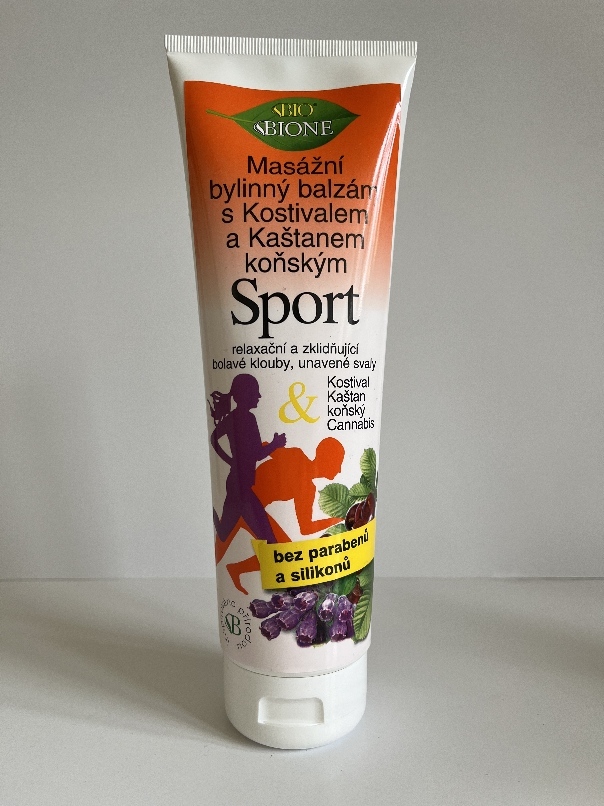 BIO
BIONE
Masážní
bylinný balzám
s Kostivalem
a Kaštanem
koňským
Sport
relaxační a zklidňující
bolavé klouby, unavené svaly
&
Kostival
Kaštan
koňský
Cannabis
bez parabenů
a silikonů